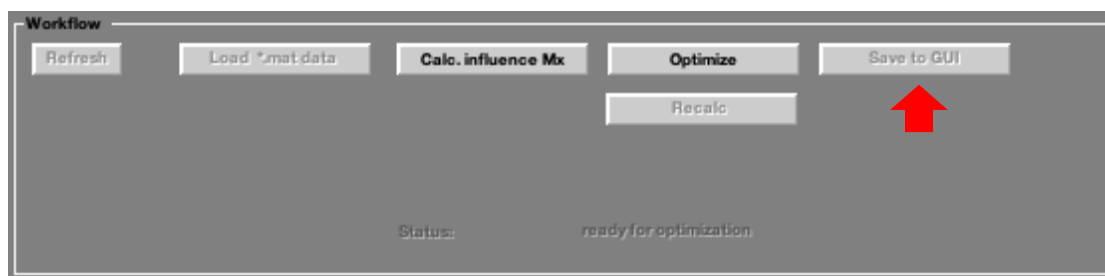 Workflow
Refresh Load *.mat data Calc. influence Mx Optimize Save to GUI
Recalc
Status: ready for optimization